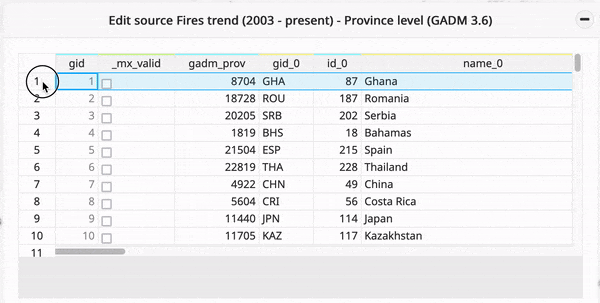 Edit source Fires trend (2003 - present) - Province level (GADM 3.6)
gid _mx_valid gadm_prov gid_0 id_0 name_0
1 1 8704 GHA 87 Ghana
2 2 18728 ROU 187 Romania
3 3 20205 SRB 202 Serbia
4 4 1819 BHS 18 Bahamas
5 5 21504 ESP 215 Spain
6 6 22819 THA 228 Thailand
7 7 4922 CHN 49 China
8 8 5604 CRI 56 Costa Rica
9 9 11440 JPN 114 Japan
10 10 11705 KAZ 117 Kazakhstan
11